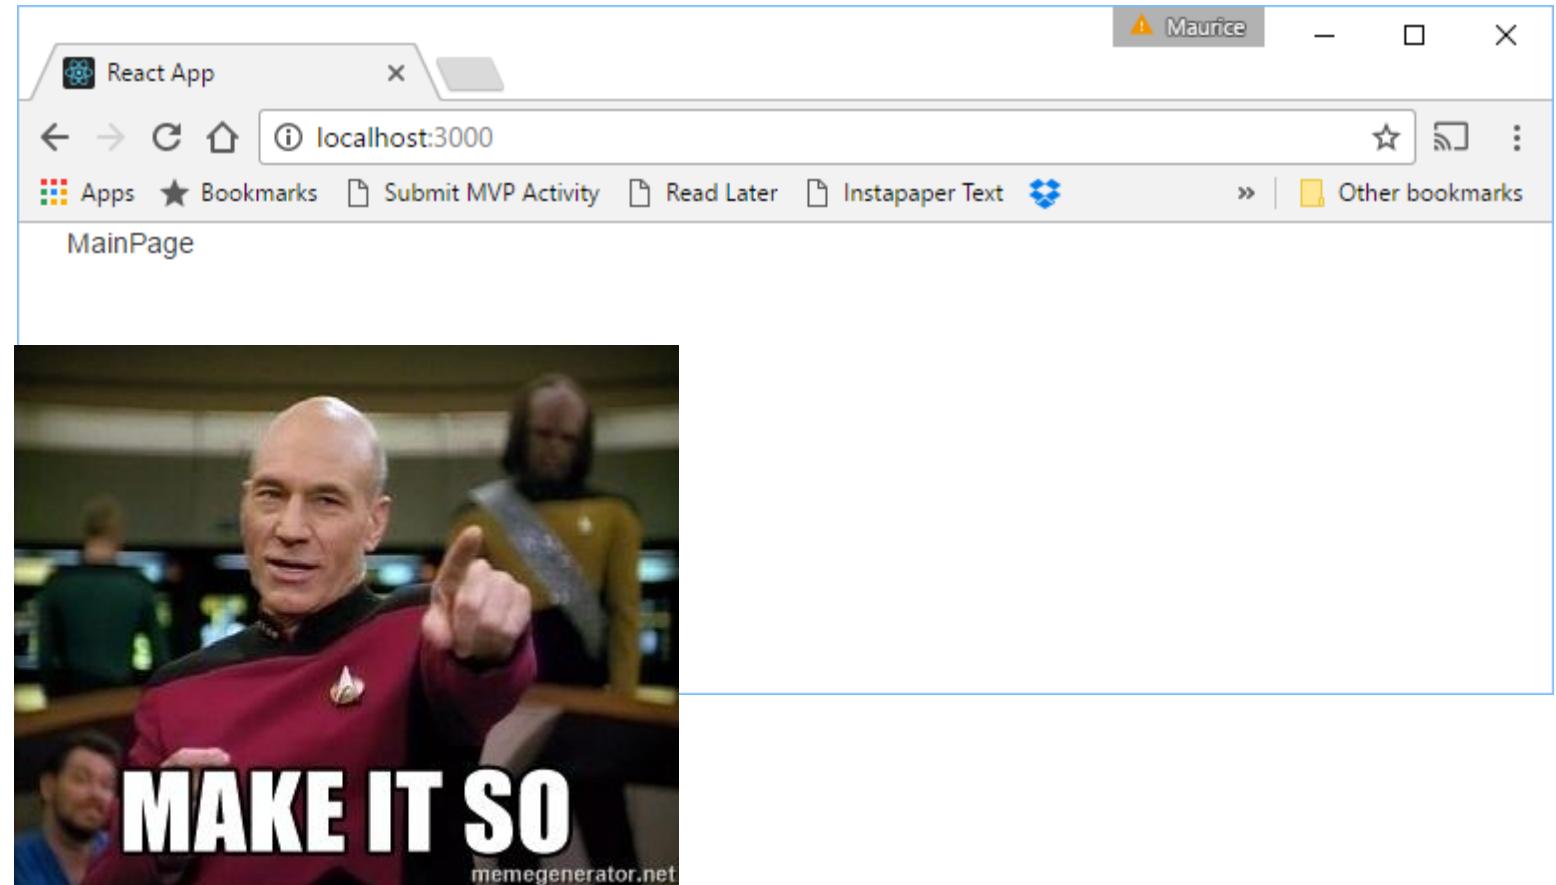 Maurice
React App
localhost:3000
Apps Bookmarks Submit MVP Activity Read Later Instapaper Text » Other bookmarks
MainPage
MAKE IT SO
memegenerator.net